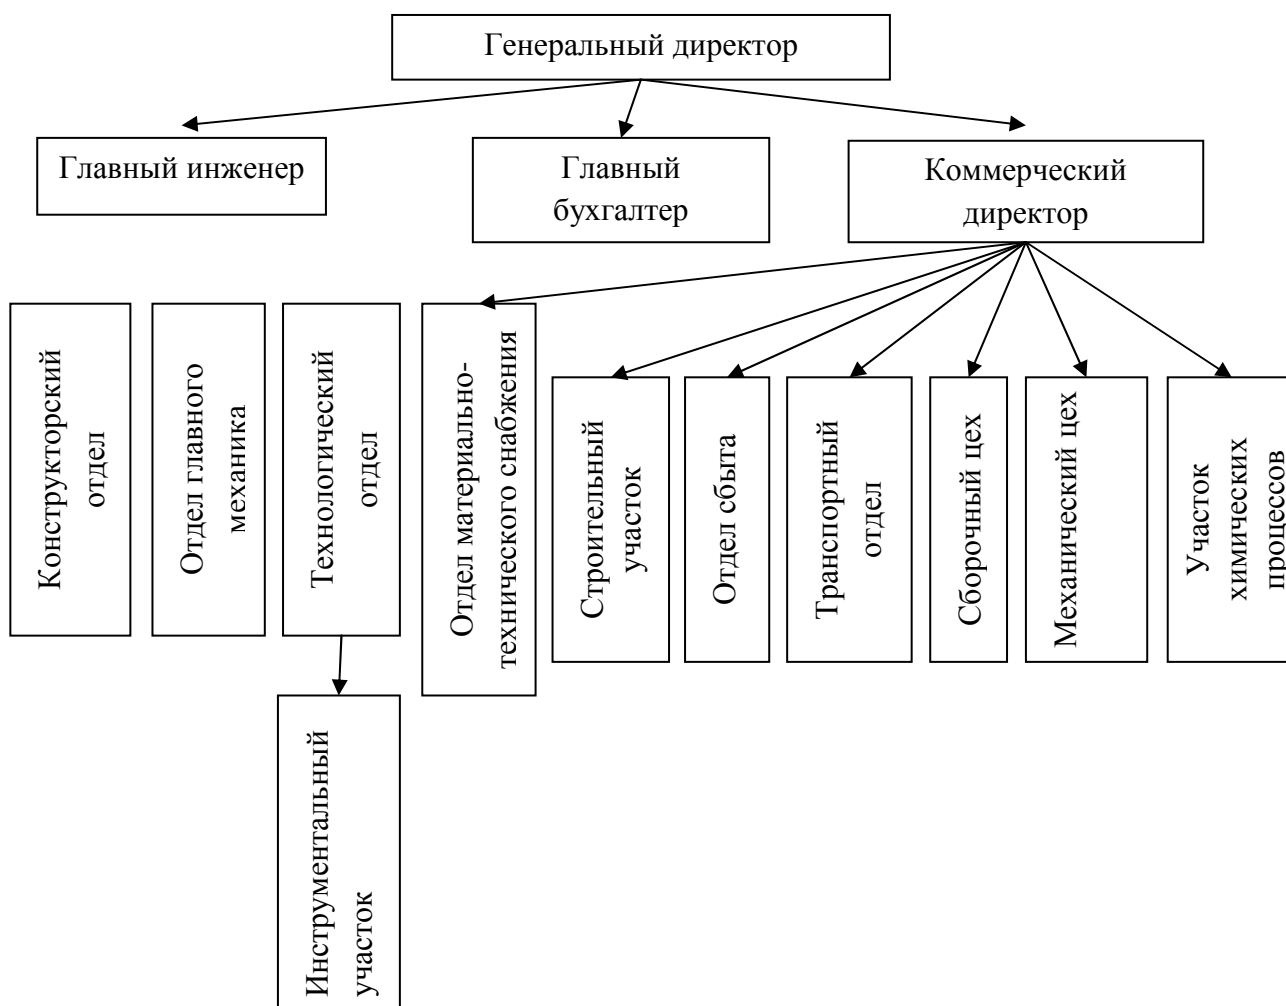 Генеральный директор
Главный инженер
Главный
бухгалтер
Коммерческий
директор
Конструкторский
отдел
Отдел главного
механика
Технологический
отдел
Отдел материально-
технического снабжения
Строительный
участок
Отдел сбыта
Транспортный
отдел
Сборочный цех
Механический цех
Участок
химических
процессов
Инструментальный
участок